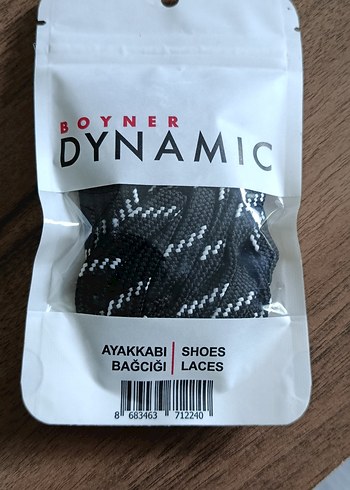 BOYNER
DYNAMIC
AYAKKABI | SHOES
BAĞCIĞI | LACES
8 683463 712240